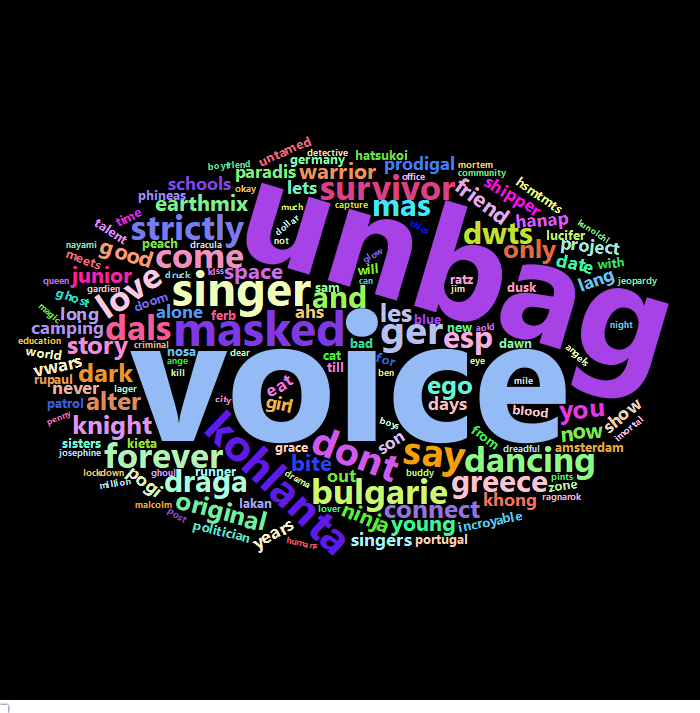 untamed
detective
boyfriend
germany
hatsukoi
mortem
paradis
okay
warrior
office
prodigal
community
schools
lets
survivor
friend
shipper
hsmtmts
phineas
earthmix
much
capture
mas
hanap
kunoichi
time
talent
strictly
dollar
unbag
dwts
lucifer
nayami
peach
dracula
not
chip
only
project
good
come
meets
glow
date
with
queen
junior
druck
kiss
space
will
lang
jeopardy
gardien
love
singer
can
ratz
ghost
doom
sam
jim
dusk
magic
long
alone
ferb
ahs
and
les
blue
new
aokl
night
camping
dals
masked
ger
esp
dawn
education
criminal
story
nosa
dear
cat
bad
for
angels
world
ywars
ange
till
eye
rupaul
dark
kill
voice
ben
never
lager
eat
ego
mile
patrol
alter
city
girl
days
blood
you
show
penny
knight
kohlanta
boys
from
now
imortal
sisters
kieta
grace
dont
son
say
dreadful
amsterdam
josephine
forever
dancing
lockdown
ghoul
runner
bite
buddy
pints
million
pogi
draga
drama
out
bulgarie
greece
zone
malcolm
original
lakan
lover
connect
khong
ragnarok
post
ninja
young
incroyable
politician
years
humans
singers
portugal